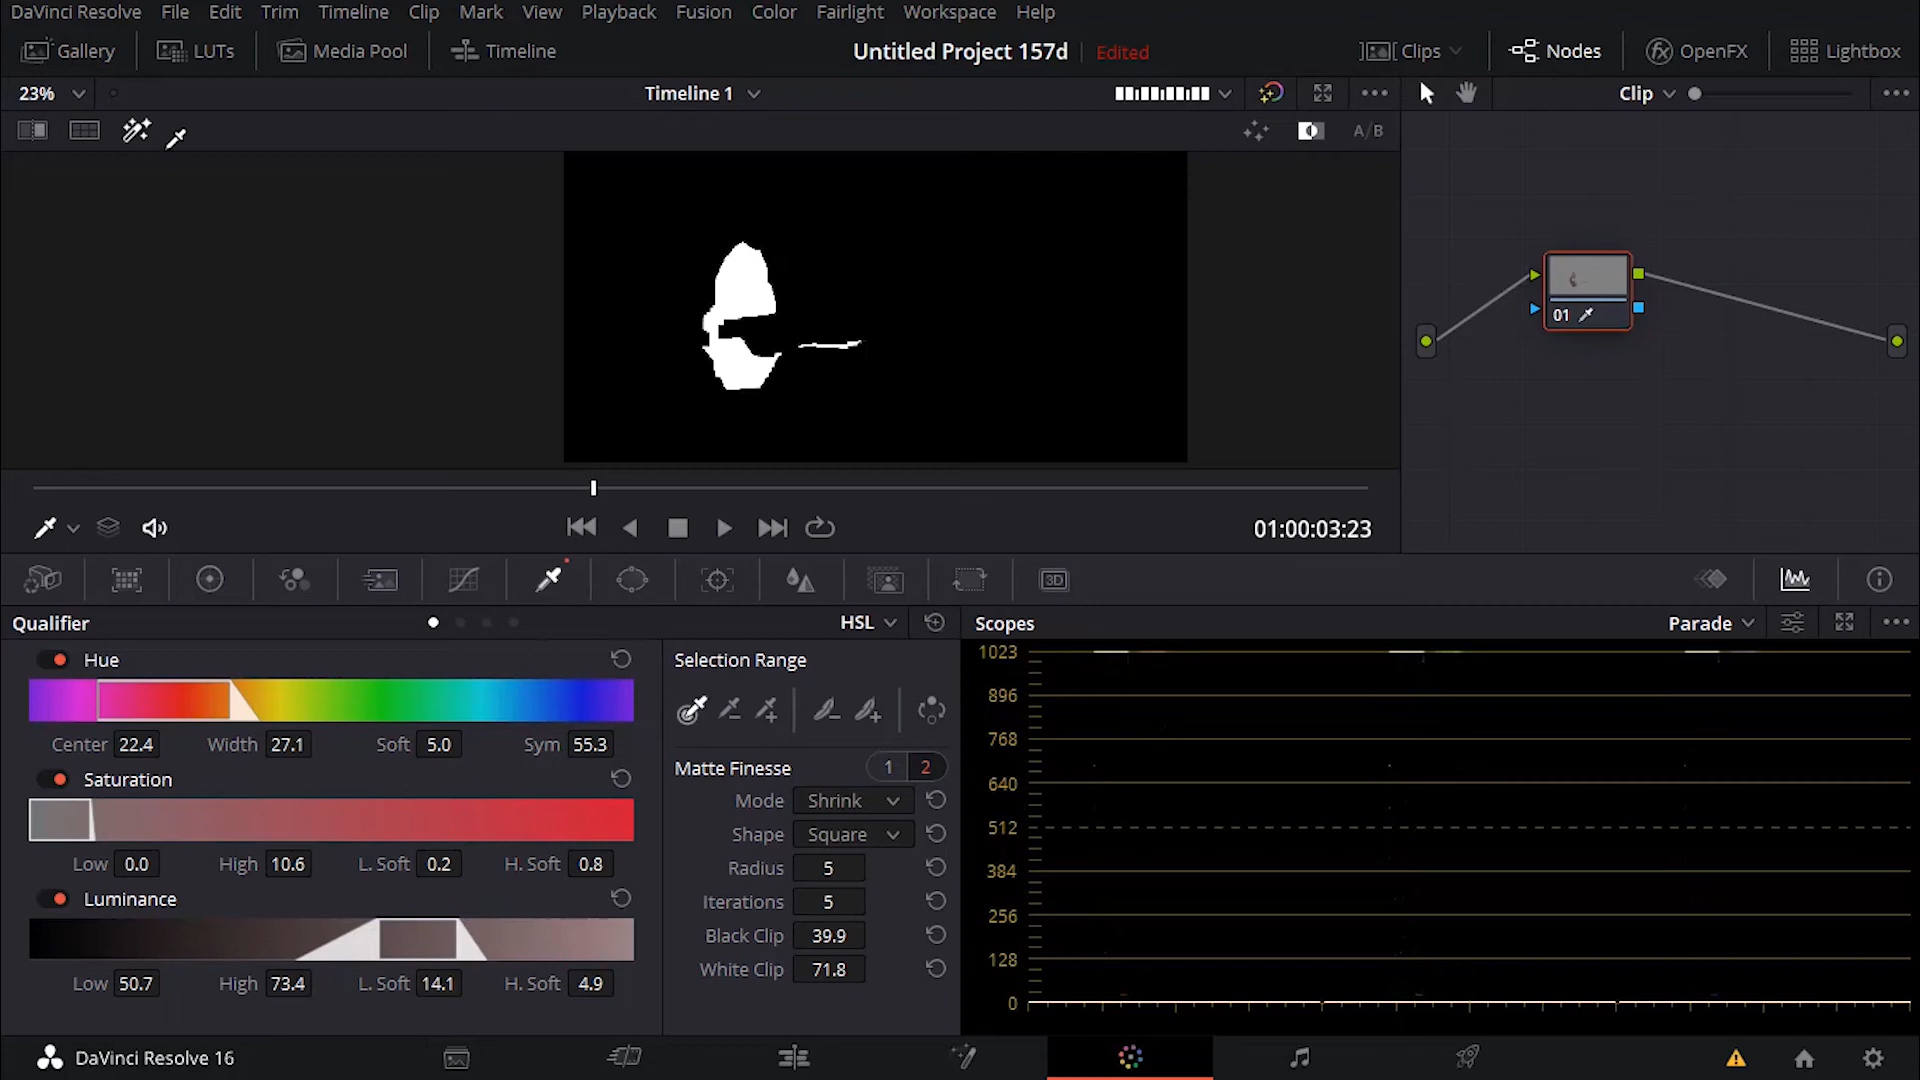 DaVinci Resolve File Edit Trim Timeline Clip Mark View Playback Fusion Color Fairlight Workspace Help
Gallery LUTs Media Pool Timeline Untitled Project 157d Edited Clips Nodes fx OpenFX Lightbox
23% Timeline 1 Clip
A/B
01
01:00:03:23
3D
Qualifier HSL Scopes Parade
Hue
Center 22.4 Width 27.1 Soft 5.0 Sym 55.3
Saturation
Low 0.0 High 10.6 L. Soft 0.2 H. Soft 0.8
Luminance
Low 50.7 High 73.4 L. Soft 14.1 H. Soft 4.9
Selection Range
Matte Finesse 1 2
Mode Shrink
Shape Square
Radius 5
Iterations 5
Black Clip 39.9
White Clip 71.8
1023
896
768
640
512
384
256
128
0
DaVinci Resolve 16